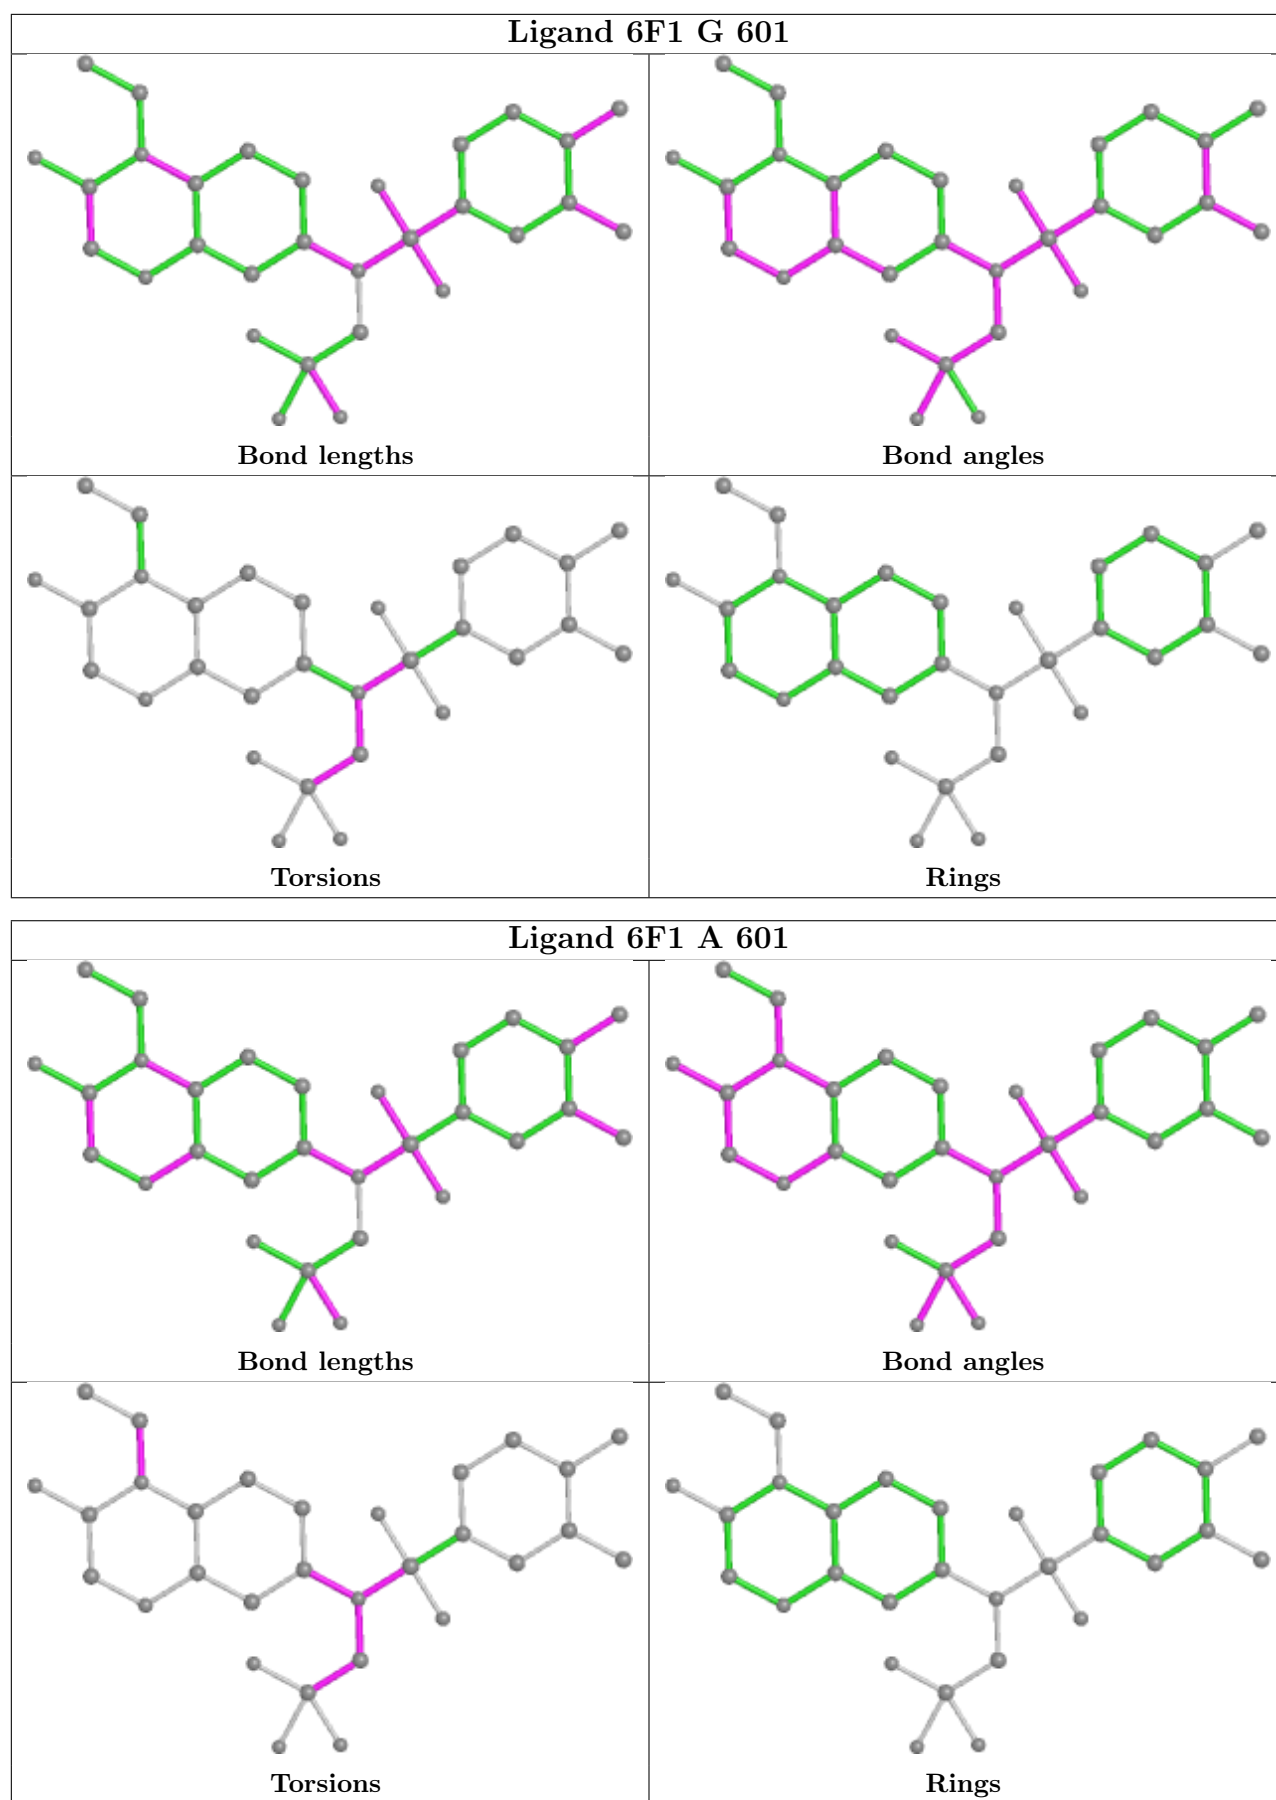 Ligand 6F1 G 601
Bond lengths
Bond angles
Torsions
Rings
Ligand 6F1 A 601
Bond lengths
Bond angles
Torsions
Rings